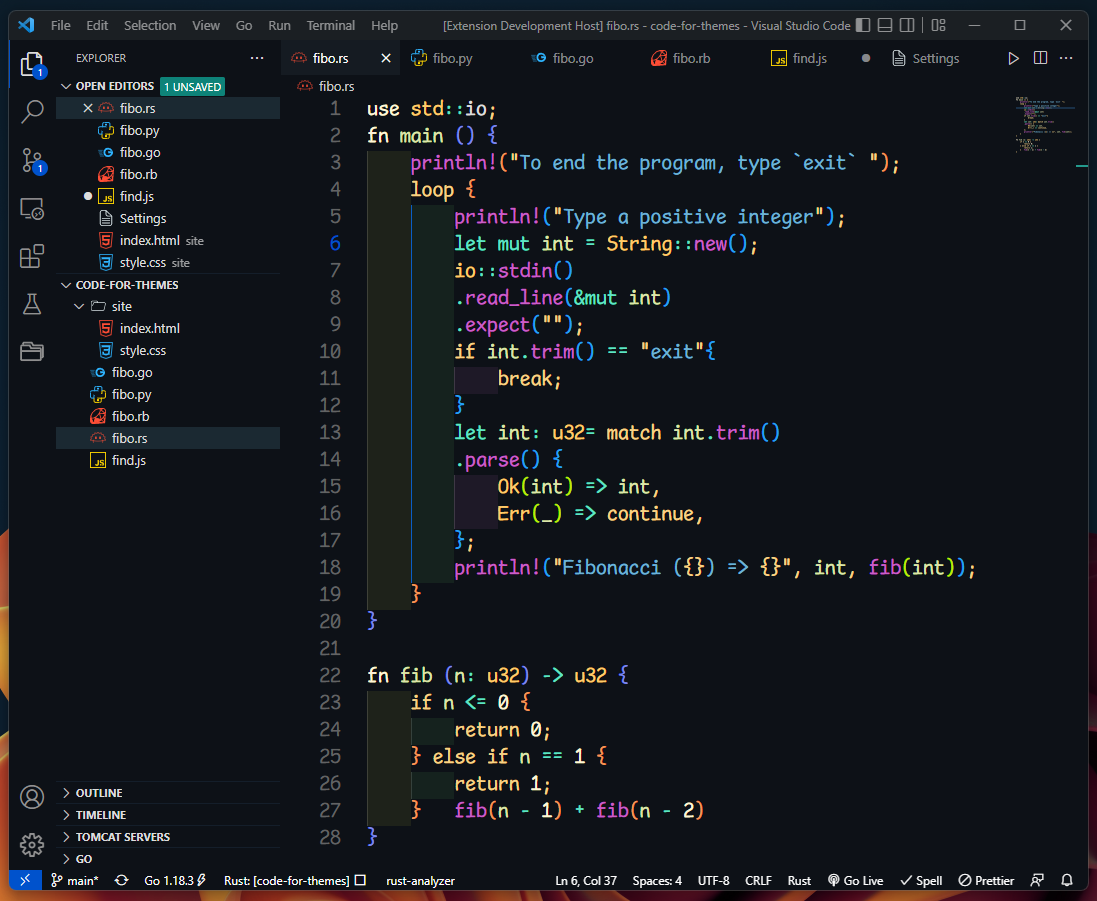 File Edit Selection View Go Run Terminal Help [Extension Development Host] fibo.rs - code-for-themes - Visual Studio Code
EXPLORER
fibo.rs fibo.py fibo.go fibo.rb find.js Settings
OPEN EDITORS 1 UNSAVED
fibo.rs
fibo.py
fibo.go
fibo.rb
find.js
Settings
index.html site
style.css site
CODE-FOR-THEMES
site
index.html
style.css
fibo.go
fibo.py
fibo.rb
fibo.rs
find.js
OUTLINE
TIMELINE
TOMCAT SERVERS
GO
1
1
fibo.rs
1 use std::io;
2 fn main () {
3 println!("To end the program, type `exit` ");
4 loop {
5 println!("Type a positive integer");
6 let mut int = String::new();
7 io::stdin()
8 .read_line(&mut int)
9 .expect("");
10 if int.trim() == "exit"{
11 break;
12 }
13 let int: u32= match int.trim()
14 .parse() {
15 Ok(int) => int,
16 Err(_) => continue,
17 };
18 println!("Fibonacci ({}) => {}", int, fib(int));
19 }
20 }
21
22 fn fib (n: u32) -> u32 {
23 if n <= 0 {
24 return 0;
25 } else if n == 1 {
26 return 1;
27 } fib(n - 1) + fib(n - 2)
28 }
main* Go 1.18.3 Rust: [code-for-themes] rust-analyzer Ln 6, Col 37 Spaces: 4 UTF-8 CRLF Rust Go Live Spell Prettier